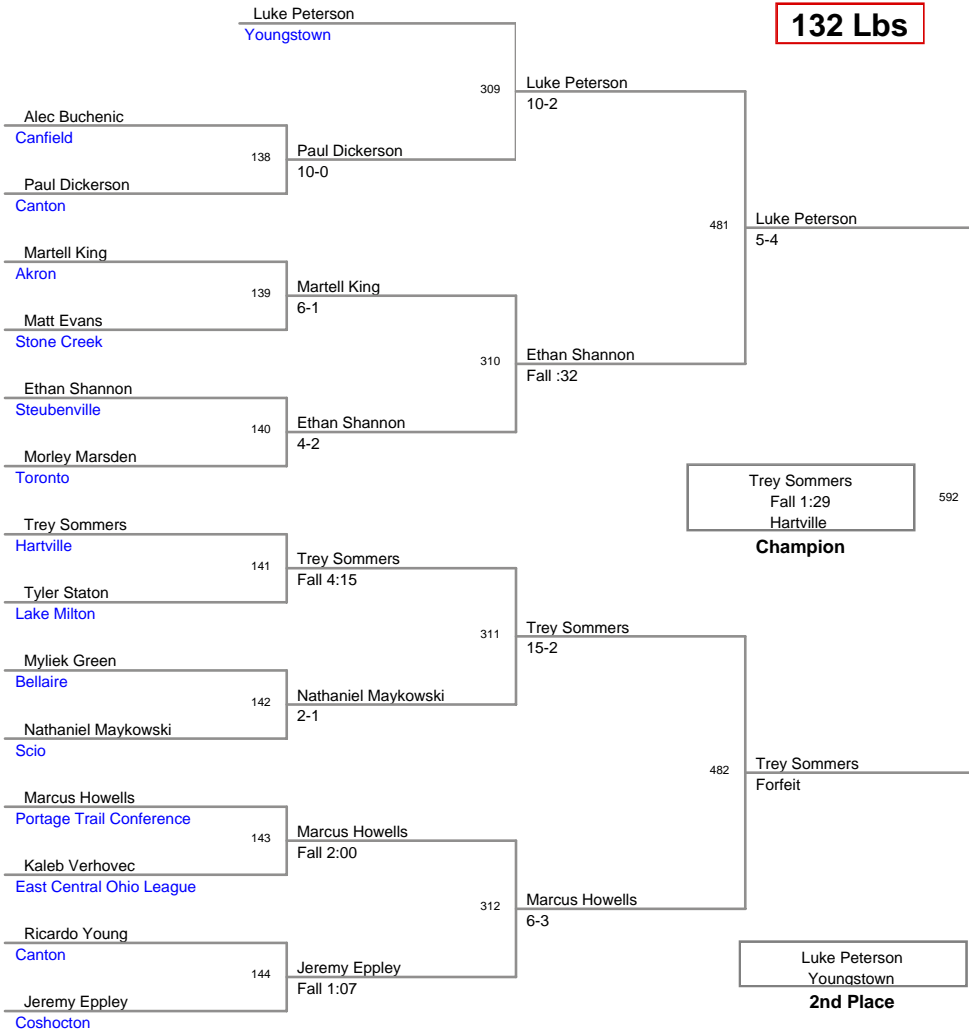 Luke Peterson
Youngstown
132 Lbs
309
Luke Peterson
10-2
Alec Buchenic
Canfield
138
Paul Dickerson
10-0
Paul Dickerson
Canton
481
Luke Peterson
5-4
Martell King
Akron
139
Martell King
6-1
Matt Evans
Stone Creek
310
Ethan Shannon
Fall :32
Ethan Shannon
Steubenville
140
Ethan Shannon
4-2
Morley Marsden
Toronto
Trey Sommers
Fall 1:29
Hartville
592
Champion
Trey Sommers
Hartville
141
Trey Sommers
Fall 4:15
Tyler Staton
Lake Milton
311
Trey Sommers
15-2
Myliek Green
Bellaire
142
Nathaniel Maykowski
2-1
Nathaniel Maykowski
Scio
482
Trey Sommers
Forfeit
Marcus Howells
Portage Trail Conference
143
Marcus Howells
Fall 2:00
Kaleb Verhovec
East Central Ohio League
312
Marcus Howells
6-3
Ricardo Young
Canton
144
Jeremy Eppley
Fall 1:07
Jeremy Eppley
Coshocton
Luke Peterson
Youngstown
2nd Place